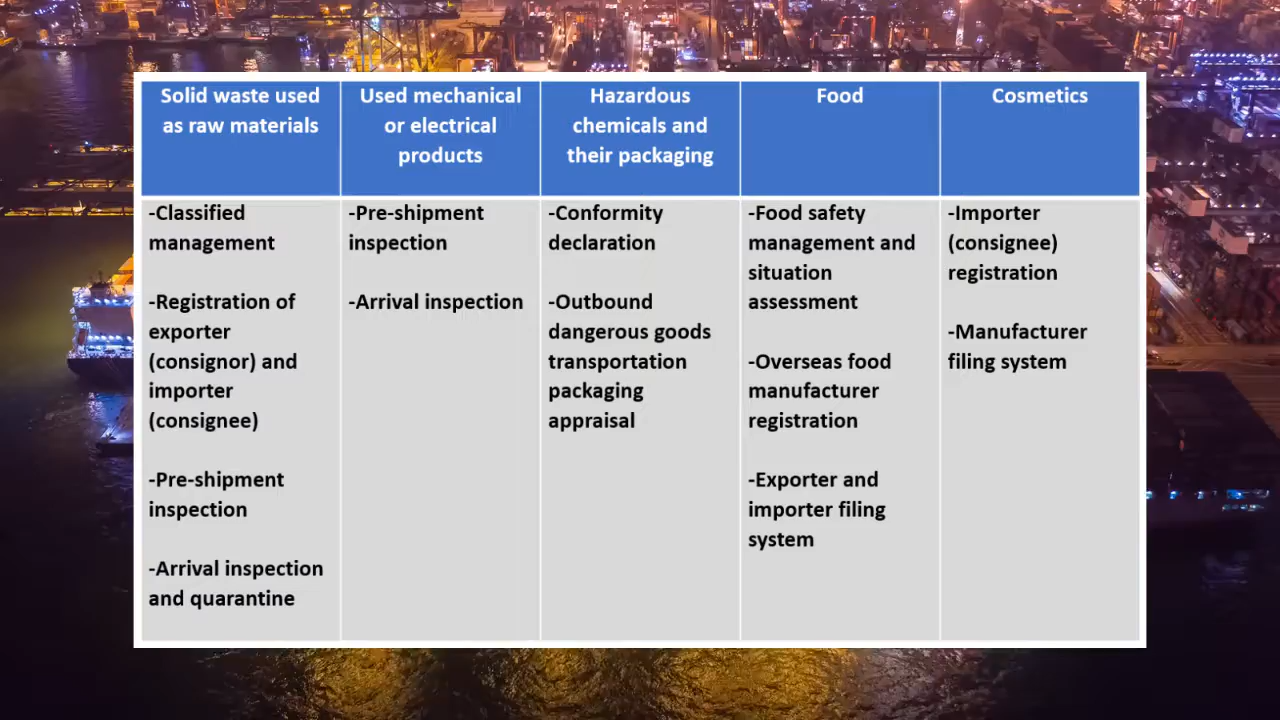 Solid waste used
as raw materials
Used mechanical
or electrical
products
Hazardous
chemicals and
their packaging
Food
Cosmetics
-Classified
management
-Registration of
exporter
(consignor) and
importer
(consignee)
-Pre-shipment
inspection
-Arrival inspection
and quarantine
-Pre-shipment
inspection
-Arrival inspection
-Conformity
declaration
-Outbound
dangerous goods
transportation
packaging
appraisal
-Food safety
management and
situation
assessment
-Overseas food
manufacturer
registration
-Exporter and
importer filing
system
-Importer
(consignee)
registration
-Manufacturer
filing system